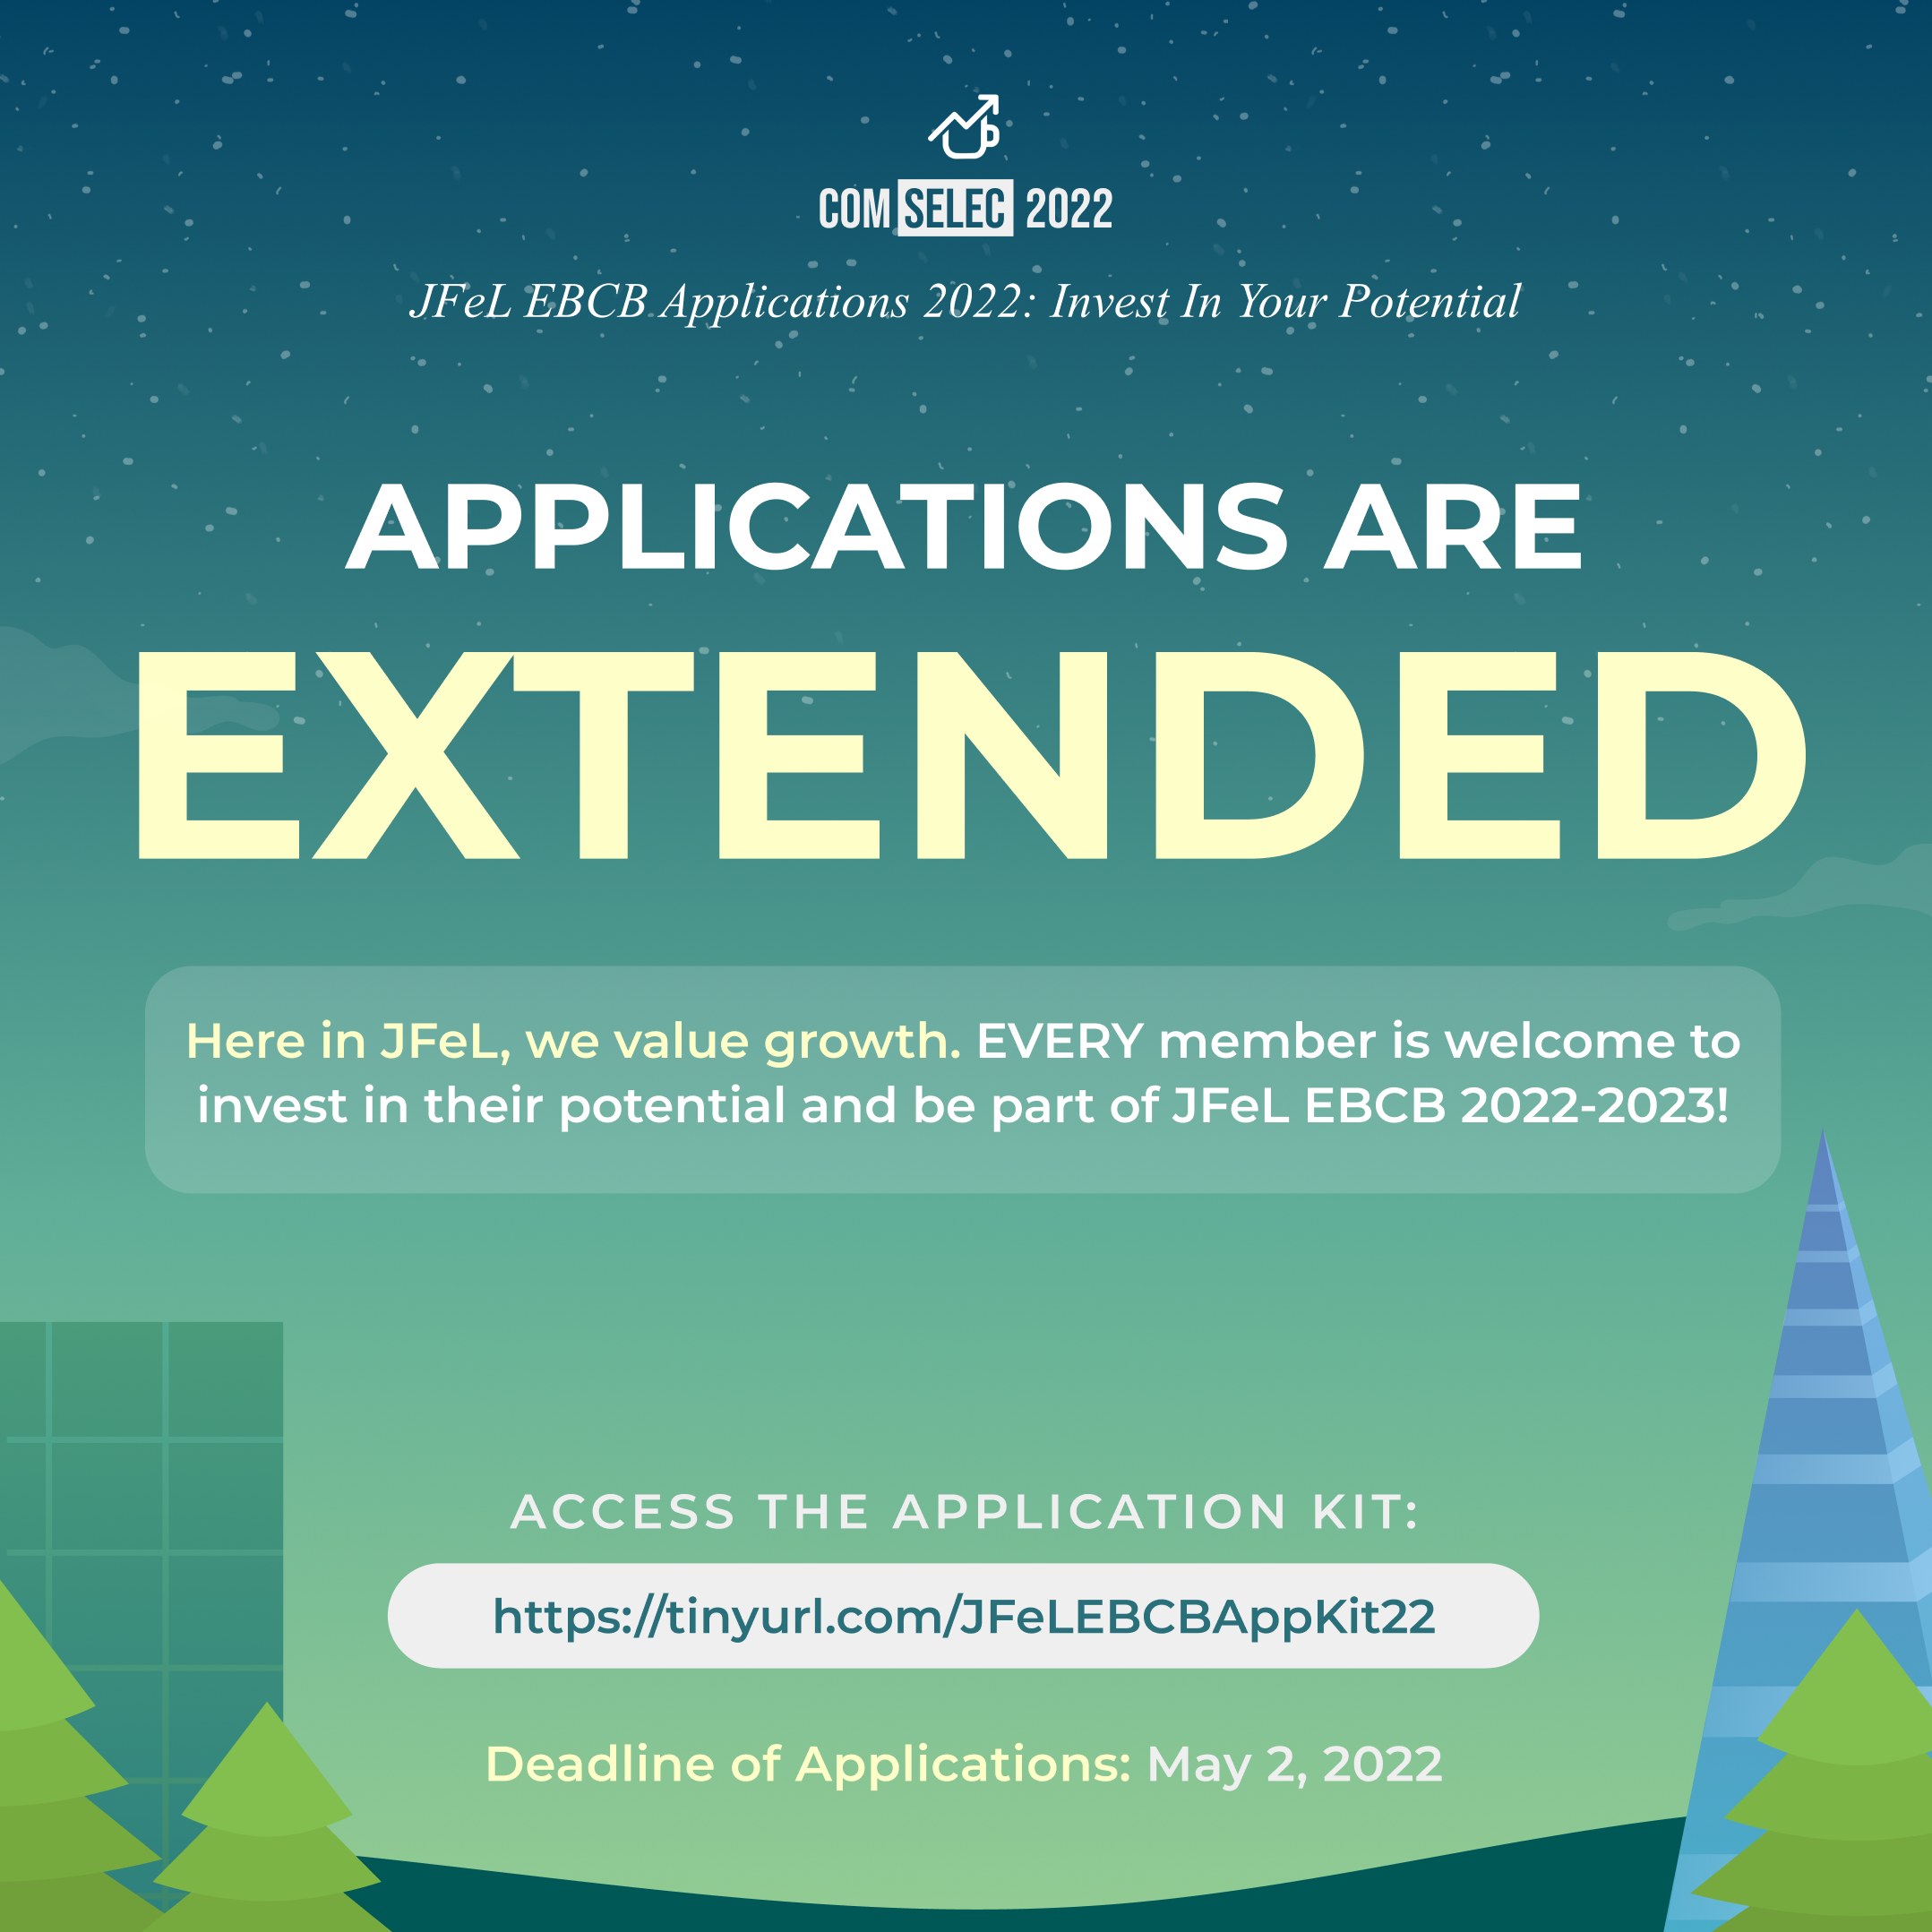 COM SELEC 2022
JFeL EBCB Applications 2022: Invest In Your Potential
APPLICATIONS ARE
EXTENDED
Here in JFeL, we value growth. EVERY member is welcome to
invest in their potential and be part of JFeL EBCB 2022-2023!
ACCESS THE APPLICATION KIT:
https://tinyurl.com/JFeLEBCBAppKit22
Deadline of Applications: May 2, 2022